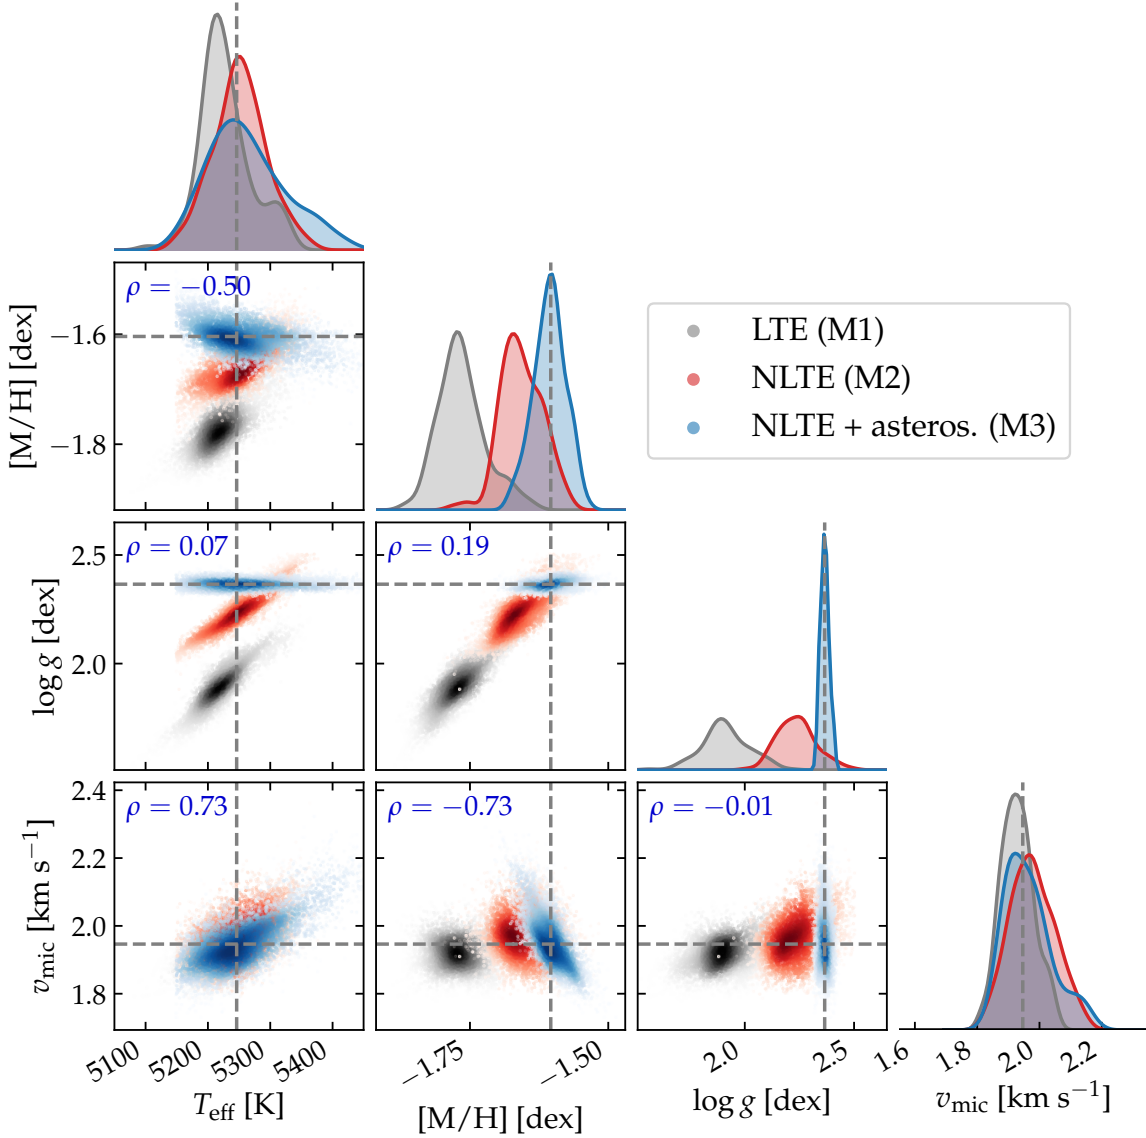 ρ = −0.50
[M/H] [dex]
−1.6
−1.8
LTE (M1)
NLTE (M2)
NLTE + asteros. (M3)
ρ = 0.07
ρ = 0.19
log g [dex]
2.5
2.0
ρ = 0.73
ρ = −0.73
ρ = −0.01
v_mic [km s⁻¹]
2.4
2.2
2.0
1.8
5100 5200 5300 5400
−1.75 −1.50
2.0 2.5
1.6 1.8 2.0 2.2
T_eff [K]
[M/H] [dex]
log g [dex]
v_mic [km s⁻¹]